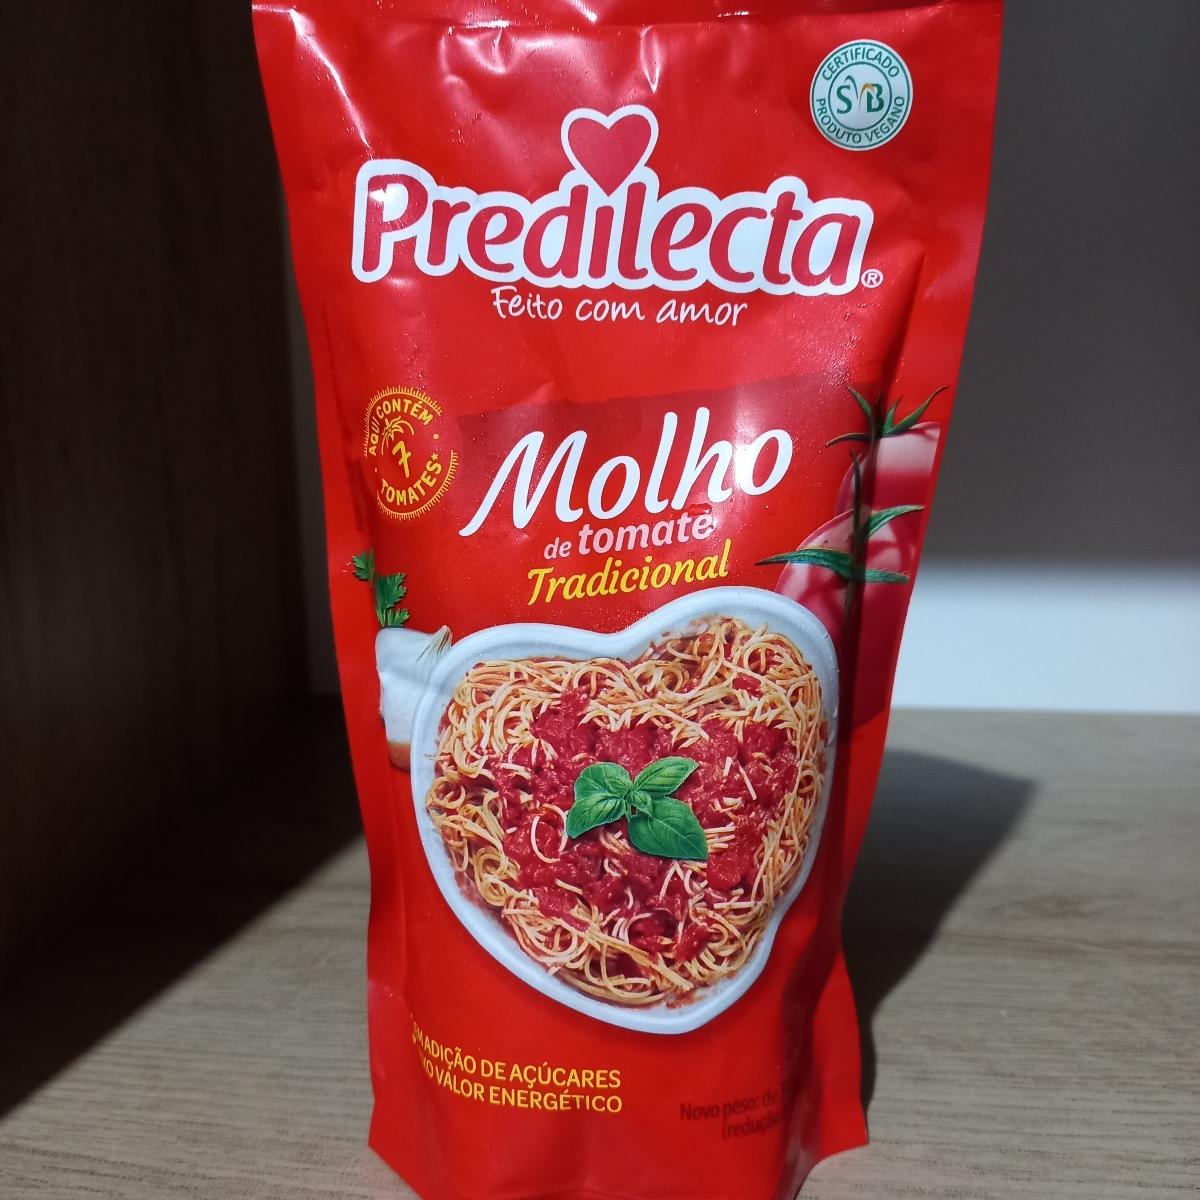 CERTIFICADO
SVB
PRODUTO VEGANO
Predilecta®
Feito com amor
AQUI CONTÉM
7
TOMATES
Molho
de tomate
Tradicional
ADIÇÃO DE AÇÚCARES
VALOR ENERGÉTICO
Novo peso: de